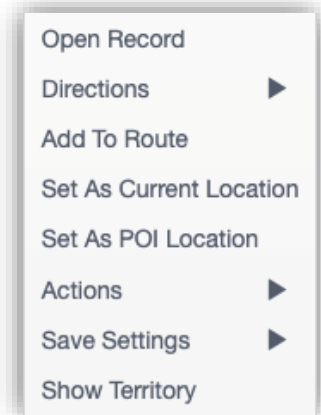 Open Record
Directions
Add To Route
Set As Current Location
Set As POI Location
Actions
Save Settings
Show Territory